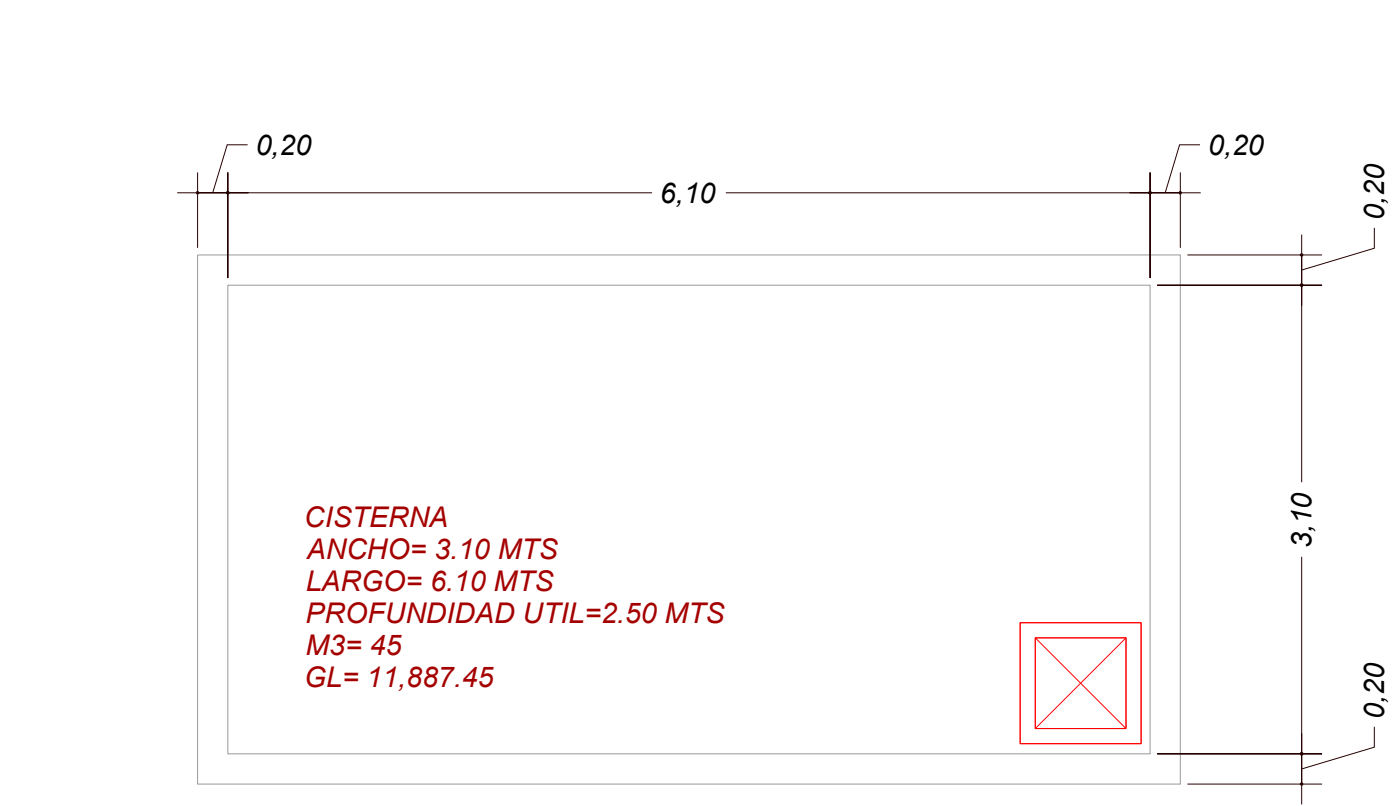 0,20
0,20
6,10
0,20
3,10
CISTERNA
ANCHO= 3.10 MTS
LARGO= 6.10 MTS
PROFUNDIDAD UTIL=2.50 MTS
M3= 45
GL= 11,887.45
0,20